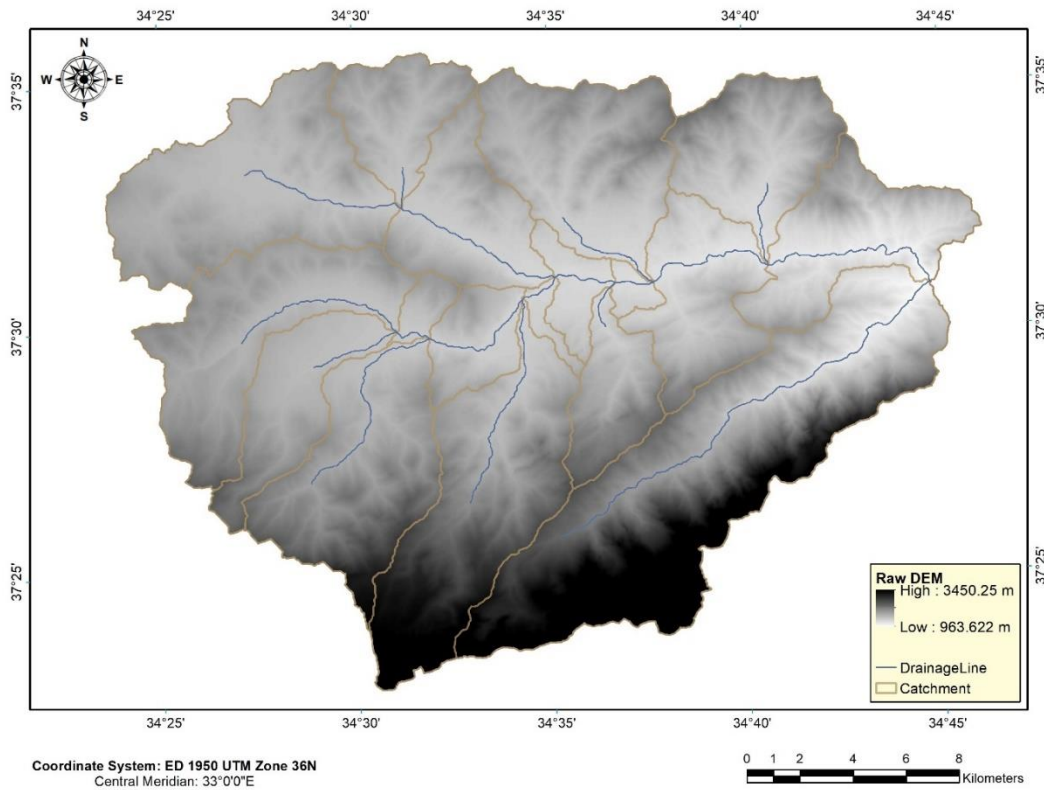 34°25' 34°30' 34°35' 34°40' 34°45'
N
W E
S
37°35' 37°35'
37°30' 37°30'
37°25' 37°25'
Raw DEM
High : 3450.25 m
Low : 963.622 m
DrainageLine
Catchment
34°25' 34°30' 34°35' 34°40' 34°45'
Coordinate System: ED 1950 UTM Zone 36N
Central Meridian: 33°0'0"E
0 1 2 4 6 8
Kilometers